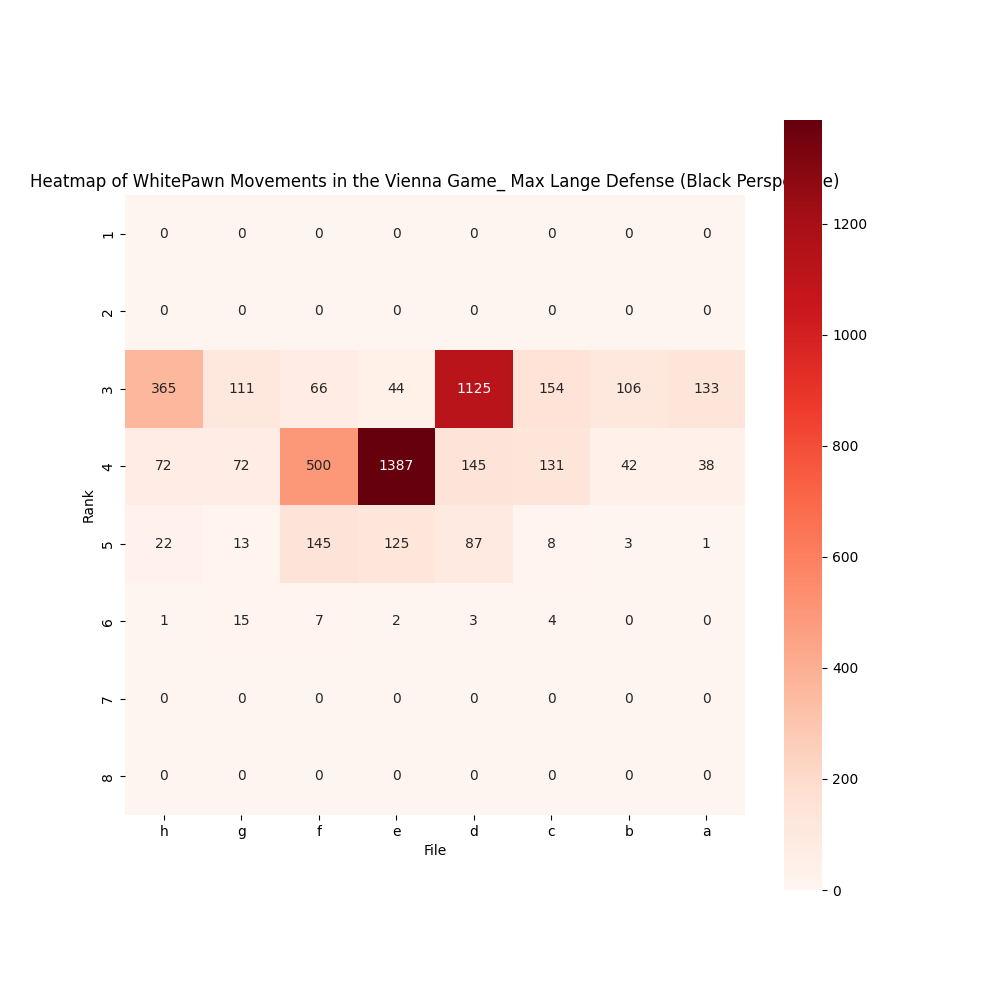 Heatmap of WhitePawn Movements in the Vienna Game_ Max Lange Defense (Black Persp e)
1 0 0 0 0 0 0 0 0
2 0 0 0 0 0 0 0 0
3 365 111 66 44 1125 154 106 133
4 72 72 500 1387 145 131 42 38
5 22 13 145 125 87 8 3 1
6 1 15 7 2 3 4 0 0
7 0 0 0 0 0 0 0 0
8 0 0 0 0 0 0 0 0
h g f e d c b a
File
Rank
1200
1000
800
600
400
200
0